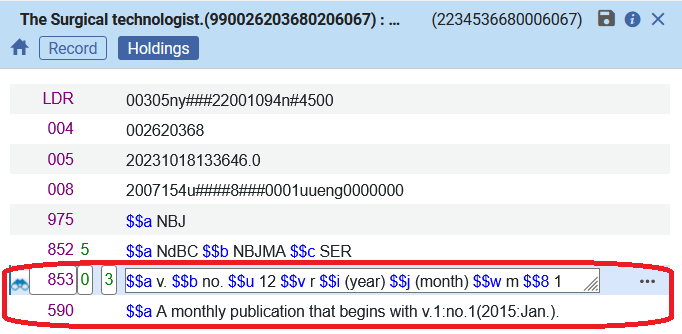 The Surgical technologist.(990026203680206067) : ... (2234536680006067)
Record Holdings
LDR 00305ny###22001094n#4500
004 002620368
005 20231018133646.0
008 2007154u####8###0001uueng0000000
975 $$a NBJ
852 5 $$a NdBC $$b NBJMA $$c SER
853 0 3 $$a v. $$b no. $$u 12 $$v r $$i (year) $$j (month) $$w m $$8 1
590 $$a A monthly publication that begins with v.1:no.1(2015:Jan.).